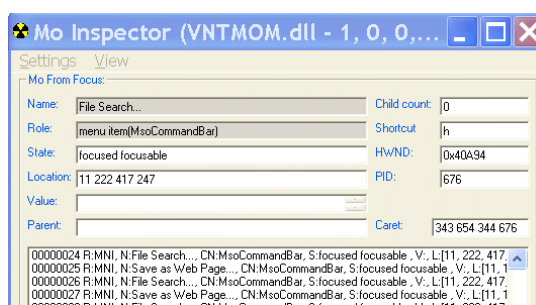 Mo Inspector (VNTMOM.dll - 1, 0, 0,...
Settings View
Mo From Focus:
Name: File Search... Child count: 0
Role: menu item(MsoCommandBar) Shortcut h
State: focused focusable HWND: 0x40A94
Location: 11 222 417 247 PID: 676
Value:
Parent: Caret: 343 654 344 676
00000024 R:MNI, N:File Search..., CN:MsoCommandBar, S:focused focusable , V:, L:[11, 222, 417,
00000025 R:MNI, N:Save as Web Page..., CN:MsoCommandBar, S:focused focusable , V:, L:[11, 1
00000026 R:MNI, N:File Search..., CN:MsoCommandBar, S:focused focusable , V:, L:[11, 222, 417,
00000027 R:MNI, N:Save as Web Page..., CN:MsoCommandBar, S:focused focusable , V:, L:[11, 1